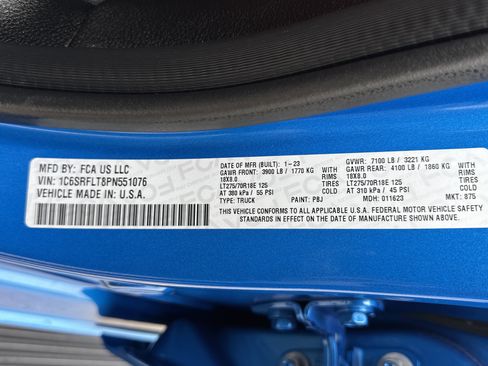 MFD BY: FCA US LLC
VIN: 1C6SRFLT8PN551076
VEHICLE MADE IN: U.S.A.
DATE OF MFR (BUILT): 1-23 GVWR: 7100 LB / 3221 KG
GAWR FRONT: 3900 LB / 1770 KG WITH GAWR REAR: 4100 LB / 1860 KG WITH
18X8.0 RIMS 18X8.0 RIMS
LT275/70R18E 125 TIRES LT275/70R18E 125 TIRES
AT 380 kPa / 55 PSI COLD AT 310 kPa / 45 PSI COLD
THIS VEHICLE CONFORMS TO ALL APPLICABLE U.S.A. FEDERAL MOTOR VEHICLE SAFETY
STANDARDS IN EFFECT ON THE DATE OF MANUFACTURE SHOWN ABOVE.
TYPE: TRUCK PAINT: PBJ MDH: 011623 MKT: 875